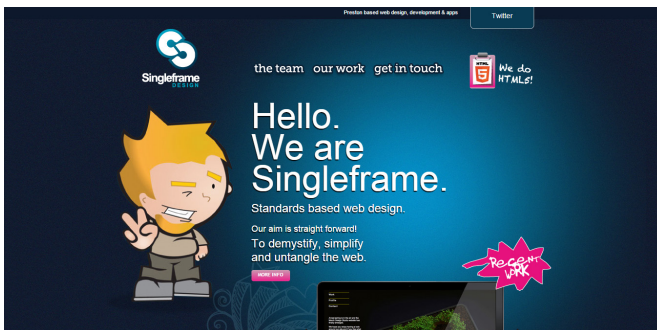 Preston based web design, development & apps
Twitter
Singleframe
DESIGN
the team our work get in touch
HTML
5
We do
HTML5!
Hello.
We are
Singleframe.
Standards based web design.
Our aim is straight forward!
To demystify, simplify
and untangle the web.
MORE INFO
RECENT
WORK